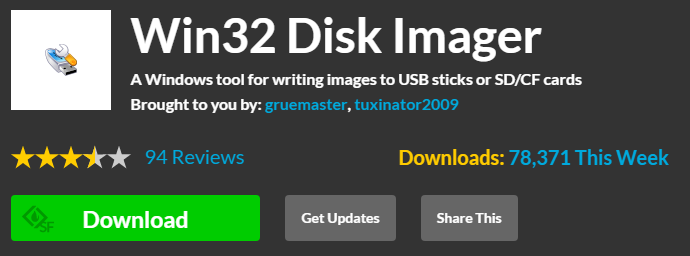 Win32 Disk Imager
A Windows tool for writing images to USB sticks or SD/CF cards
Brought to you by: gruemaster, tuxinator2009
94 Reviews
Downloads: 78,371 This Week
SF
Download
Get Updates
Share This